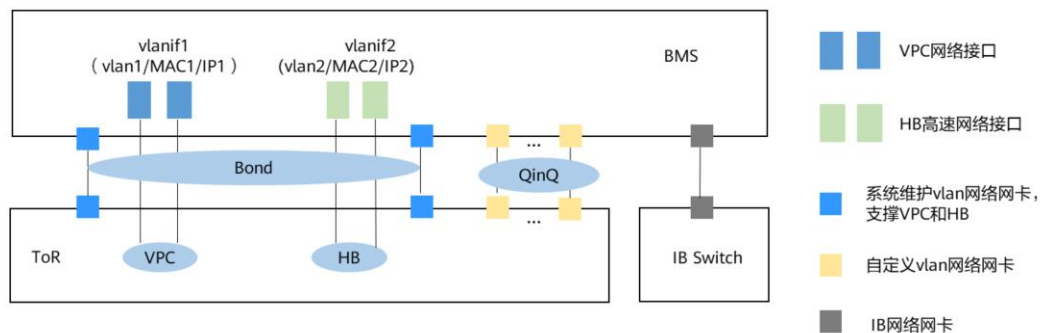 vlanif1
( vlan1/MAC1/IP1 )
vlanif2
(vlan2/MAC2/IP2)
BMS
...
Bond
QinQ
...
ToR
VPC
HB
IB Switch
VPC网络接口
HB高速网络接口
系统维护vlan网络网卡，
支撑VPC和HB
自定义vlan网络网卡
IB网络网卡